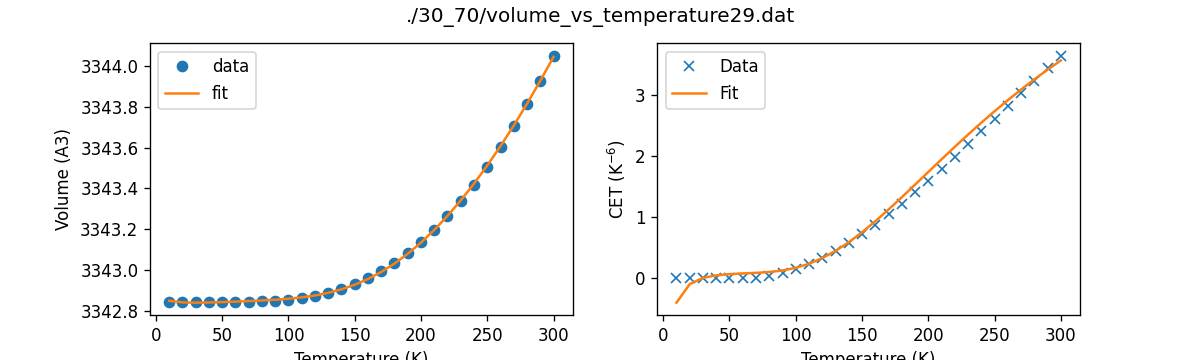 ./30_70/volume_vs_temperature29.dat
Volume (A3)
3344.0
3343.8
3343.6
3343.4
3343.2
3343.0
3342.8
data
fit
0 50 100 150 200 250 300
Temperature (K)
CET (K⁻⁶)
3
2
1
0
Data
Fit
0 50 100 150 200 250 300
Temperature (K)